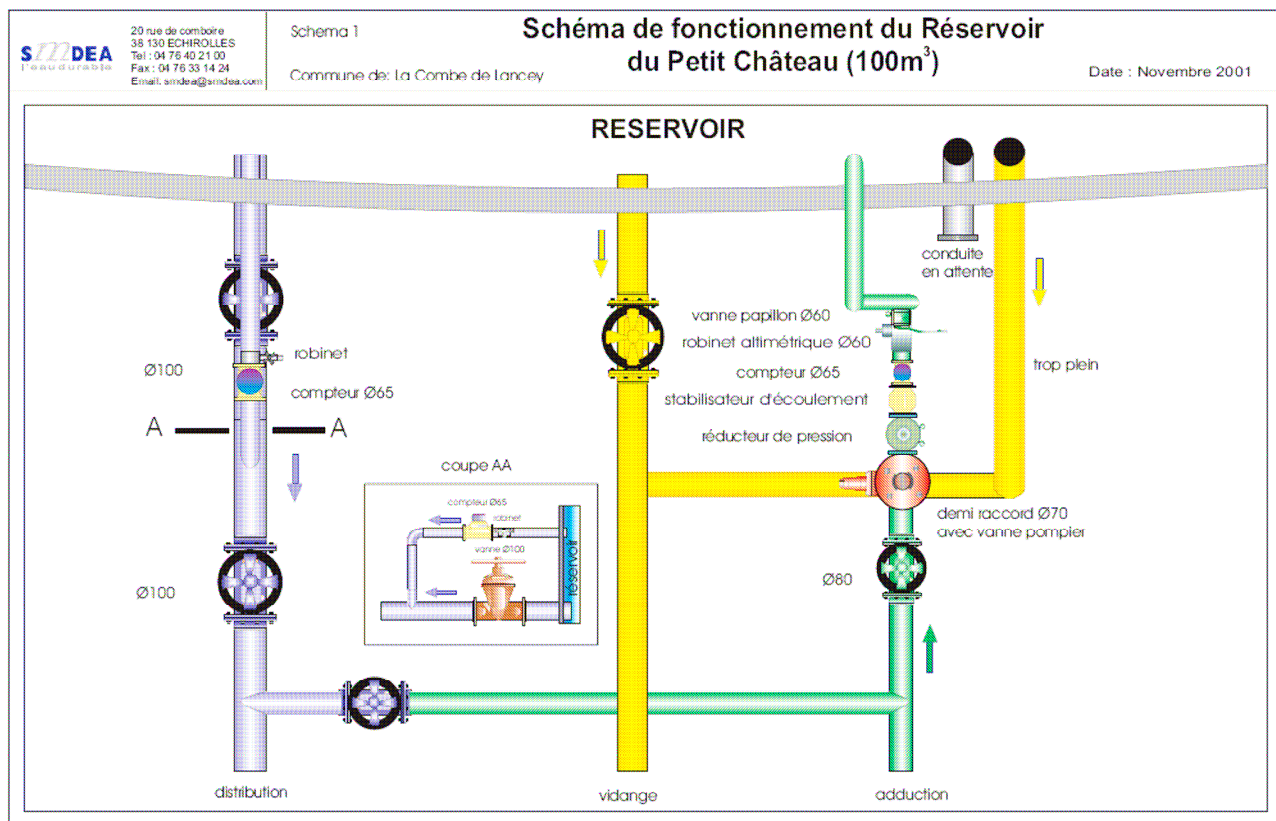 SMDEA
l'eau durable
20 rue de comboire
38 130 ECHIROLLES
Tel : 04 76 40 21 00
Fax : 04 76 33 14 24
Email: smdea@smdea.com
Schema 1
Commune de: La Combe de Lancey
Schéma de fonctionnement du Réservoir
du Petit Château (100m³)
Date : Novembre 2001
RESERVOIR
conduite
en attente
vanne papillon Ø60
robinet altimétrique Ø60
compteur Ø65
stabilisateur d'écoulement
réducteur de pression
trop plein
robinet
Ø100
compteur Ø65
A
A
coupe AA
compteur Ø65
robinet
vanne Ø100
réservoir
demi raccord Ø70
avec vanne pompier
Ø100
Ø80
distribution
vidange
adduction